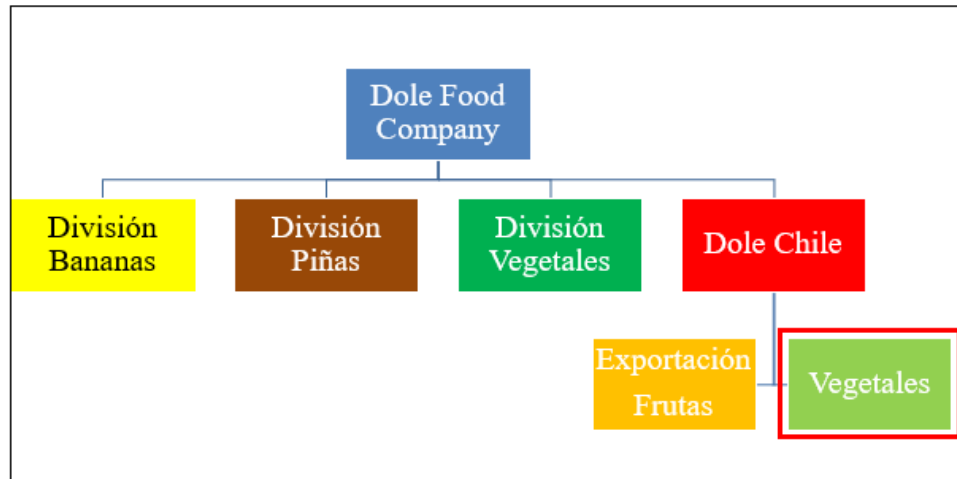 Dole Food
Company
División
Bananas
División
Piñas
División
Vegetales
Dole Chile
Exportación
Frutas
Vegetales